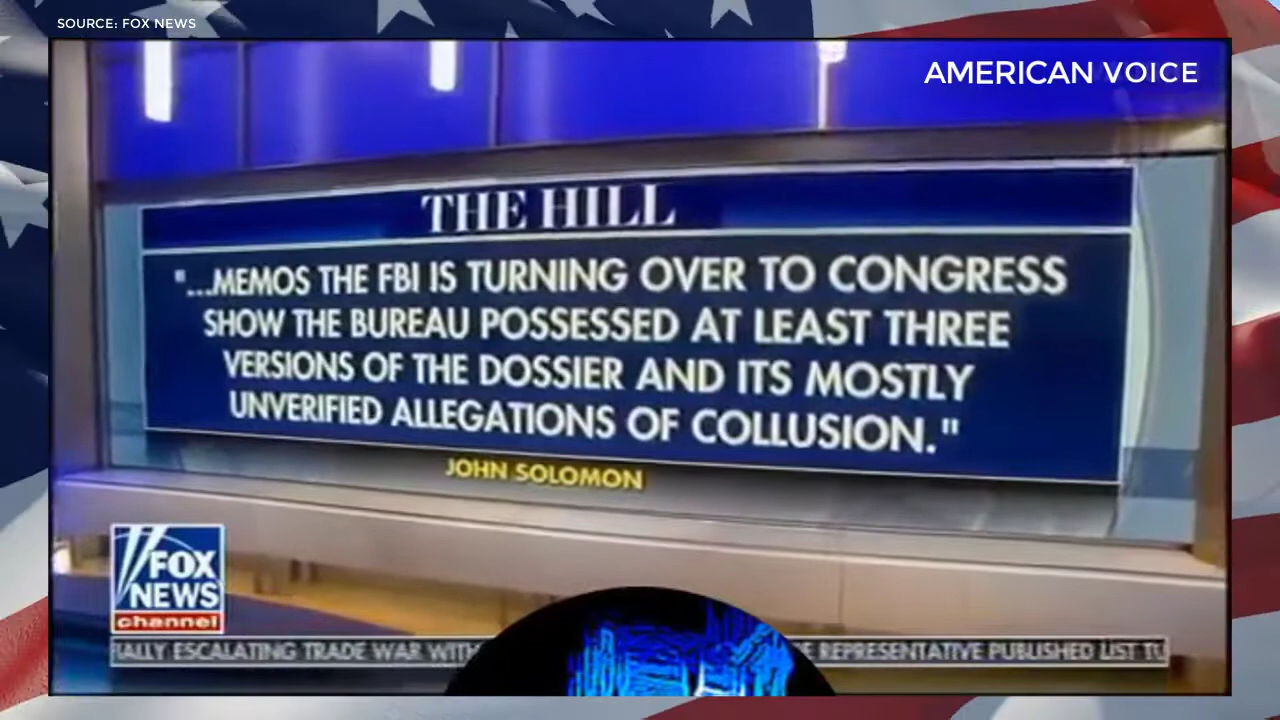 SOURCE: FOX NEWS
AMERICAN VOICE
THE HILL
"...MEMOS THE FBI IS TURNING OVER TO CONGRESS
SHOW THE BUREAU POSSESSED AT LEAST THREE
VERSIONS OF THE DOSSIER AND ITS MOSTLY
UNVERIFIED ALLEGATIONS OF COLLUSION."
JOHN SOLOMON
FOX
NEWS
channel
IALLY ESCALATING TRADE WAR WITH
E REPRESENTATIVE PUBLISHED LIST TU